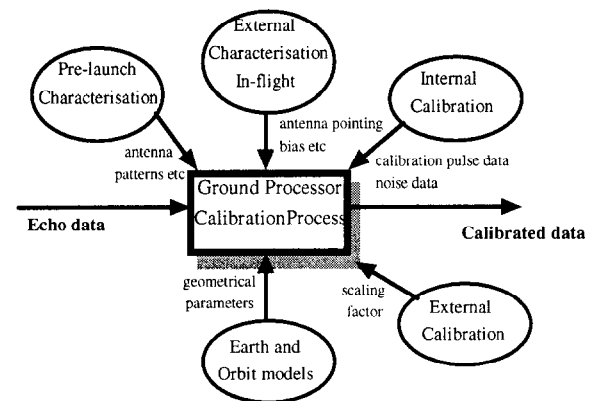 External
Characterisation
In-flight
Pre-launch
Characterisation
Internal
Calibration
antenna
patterns etc
antenna pointing
bias etc
calibration pulse data
noise data
Ground Processor
CalibrationProcess
Echo data
Calibrated data
geometrical
parameters
scaling
factor
External
Calibration
Earth and
Orbit models